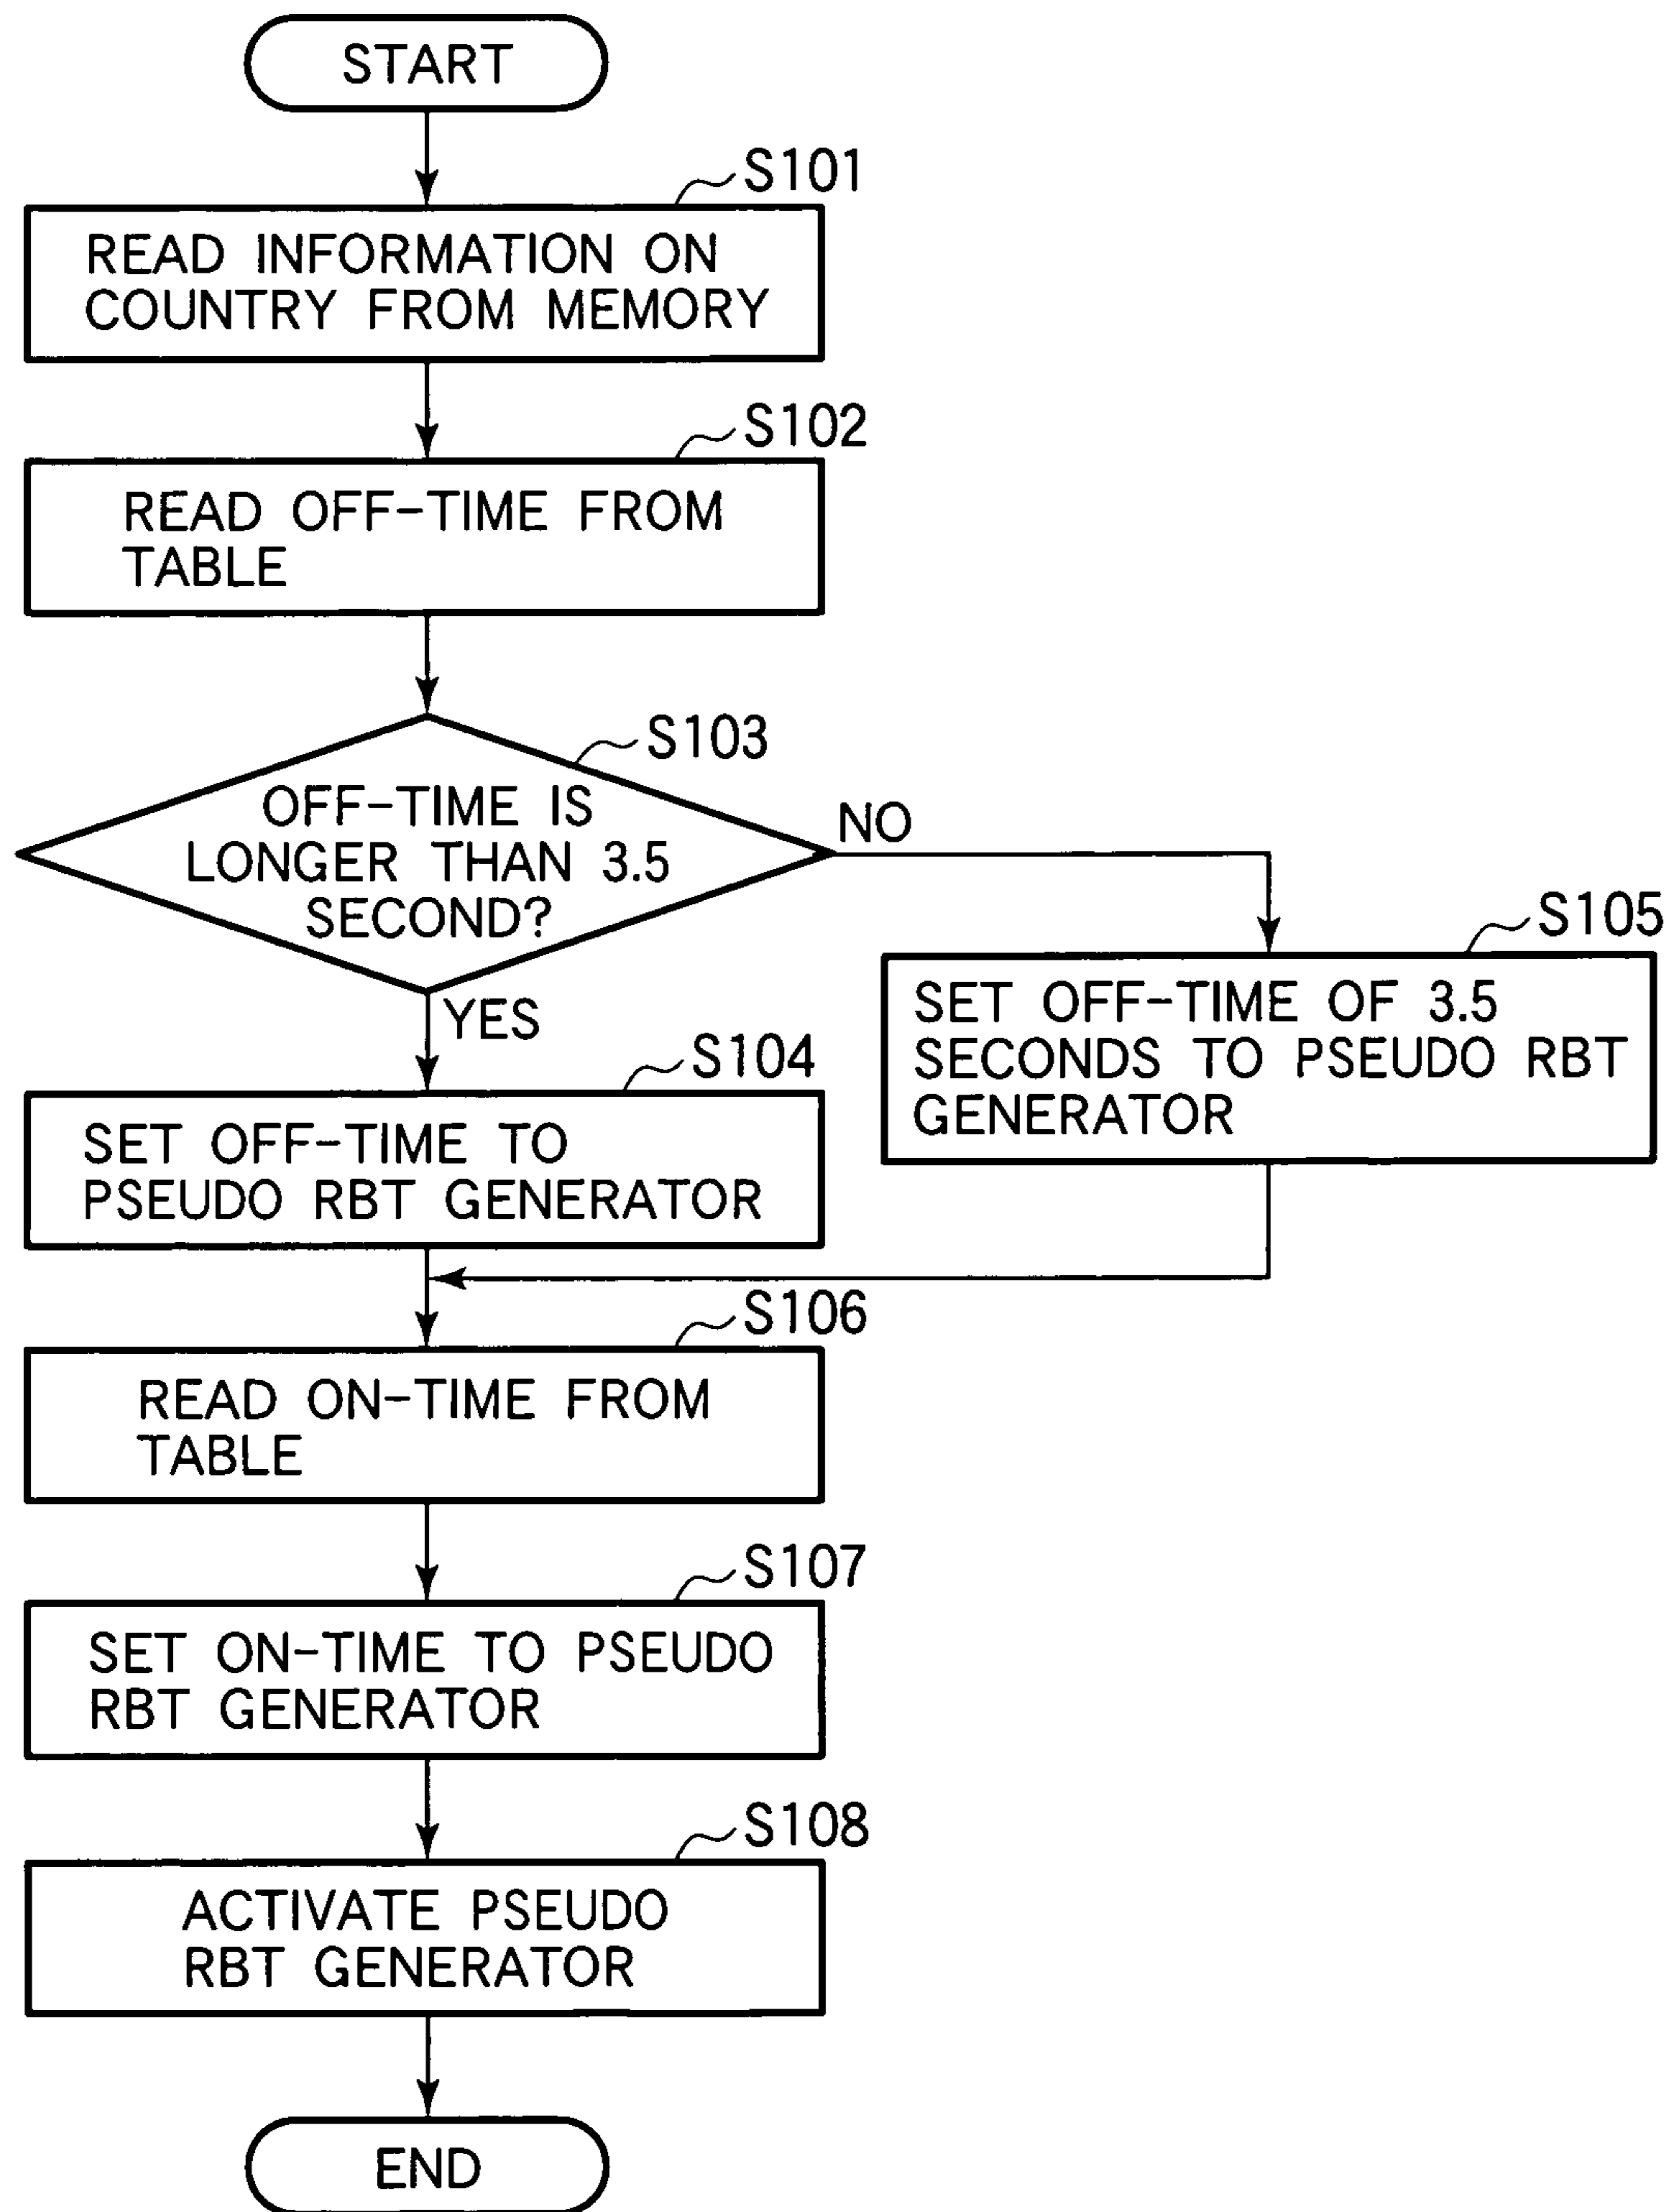 START
S101
READ INFORMATION ON
COUNTRY FROM MEMORY
S102
READ OFF-TIME FROM
TABLE
S103
OFF-TIME IS
LONGER THAN 3.5
SECOND?
NO
YES
S105
SET OFF-TIME OF 3.5
SECONDS TO PSEUDO RBT
GENERATOR
S104
SET OFF-TIME TO
PSEUDO RBT GENERATOR
S106
READ ON-TIME FROM
TABLE
S107
SET ON-TIME TO PSEUDO
RBT GENERATOR
S108
ACTIVATE PSEUDO
RBT GENERATOR
END